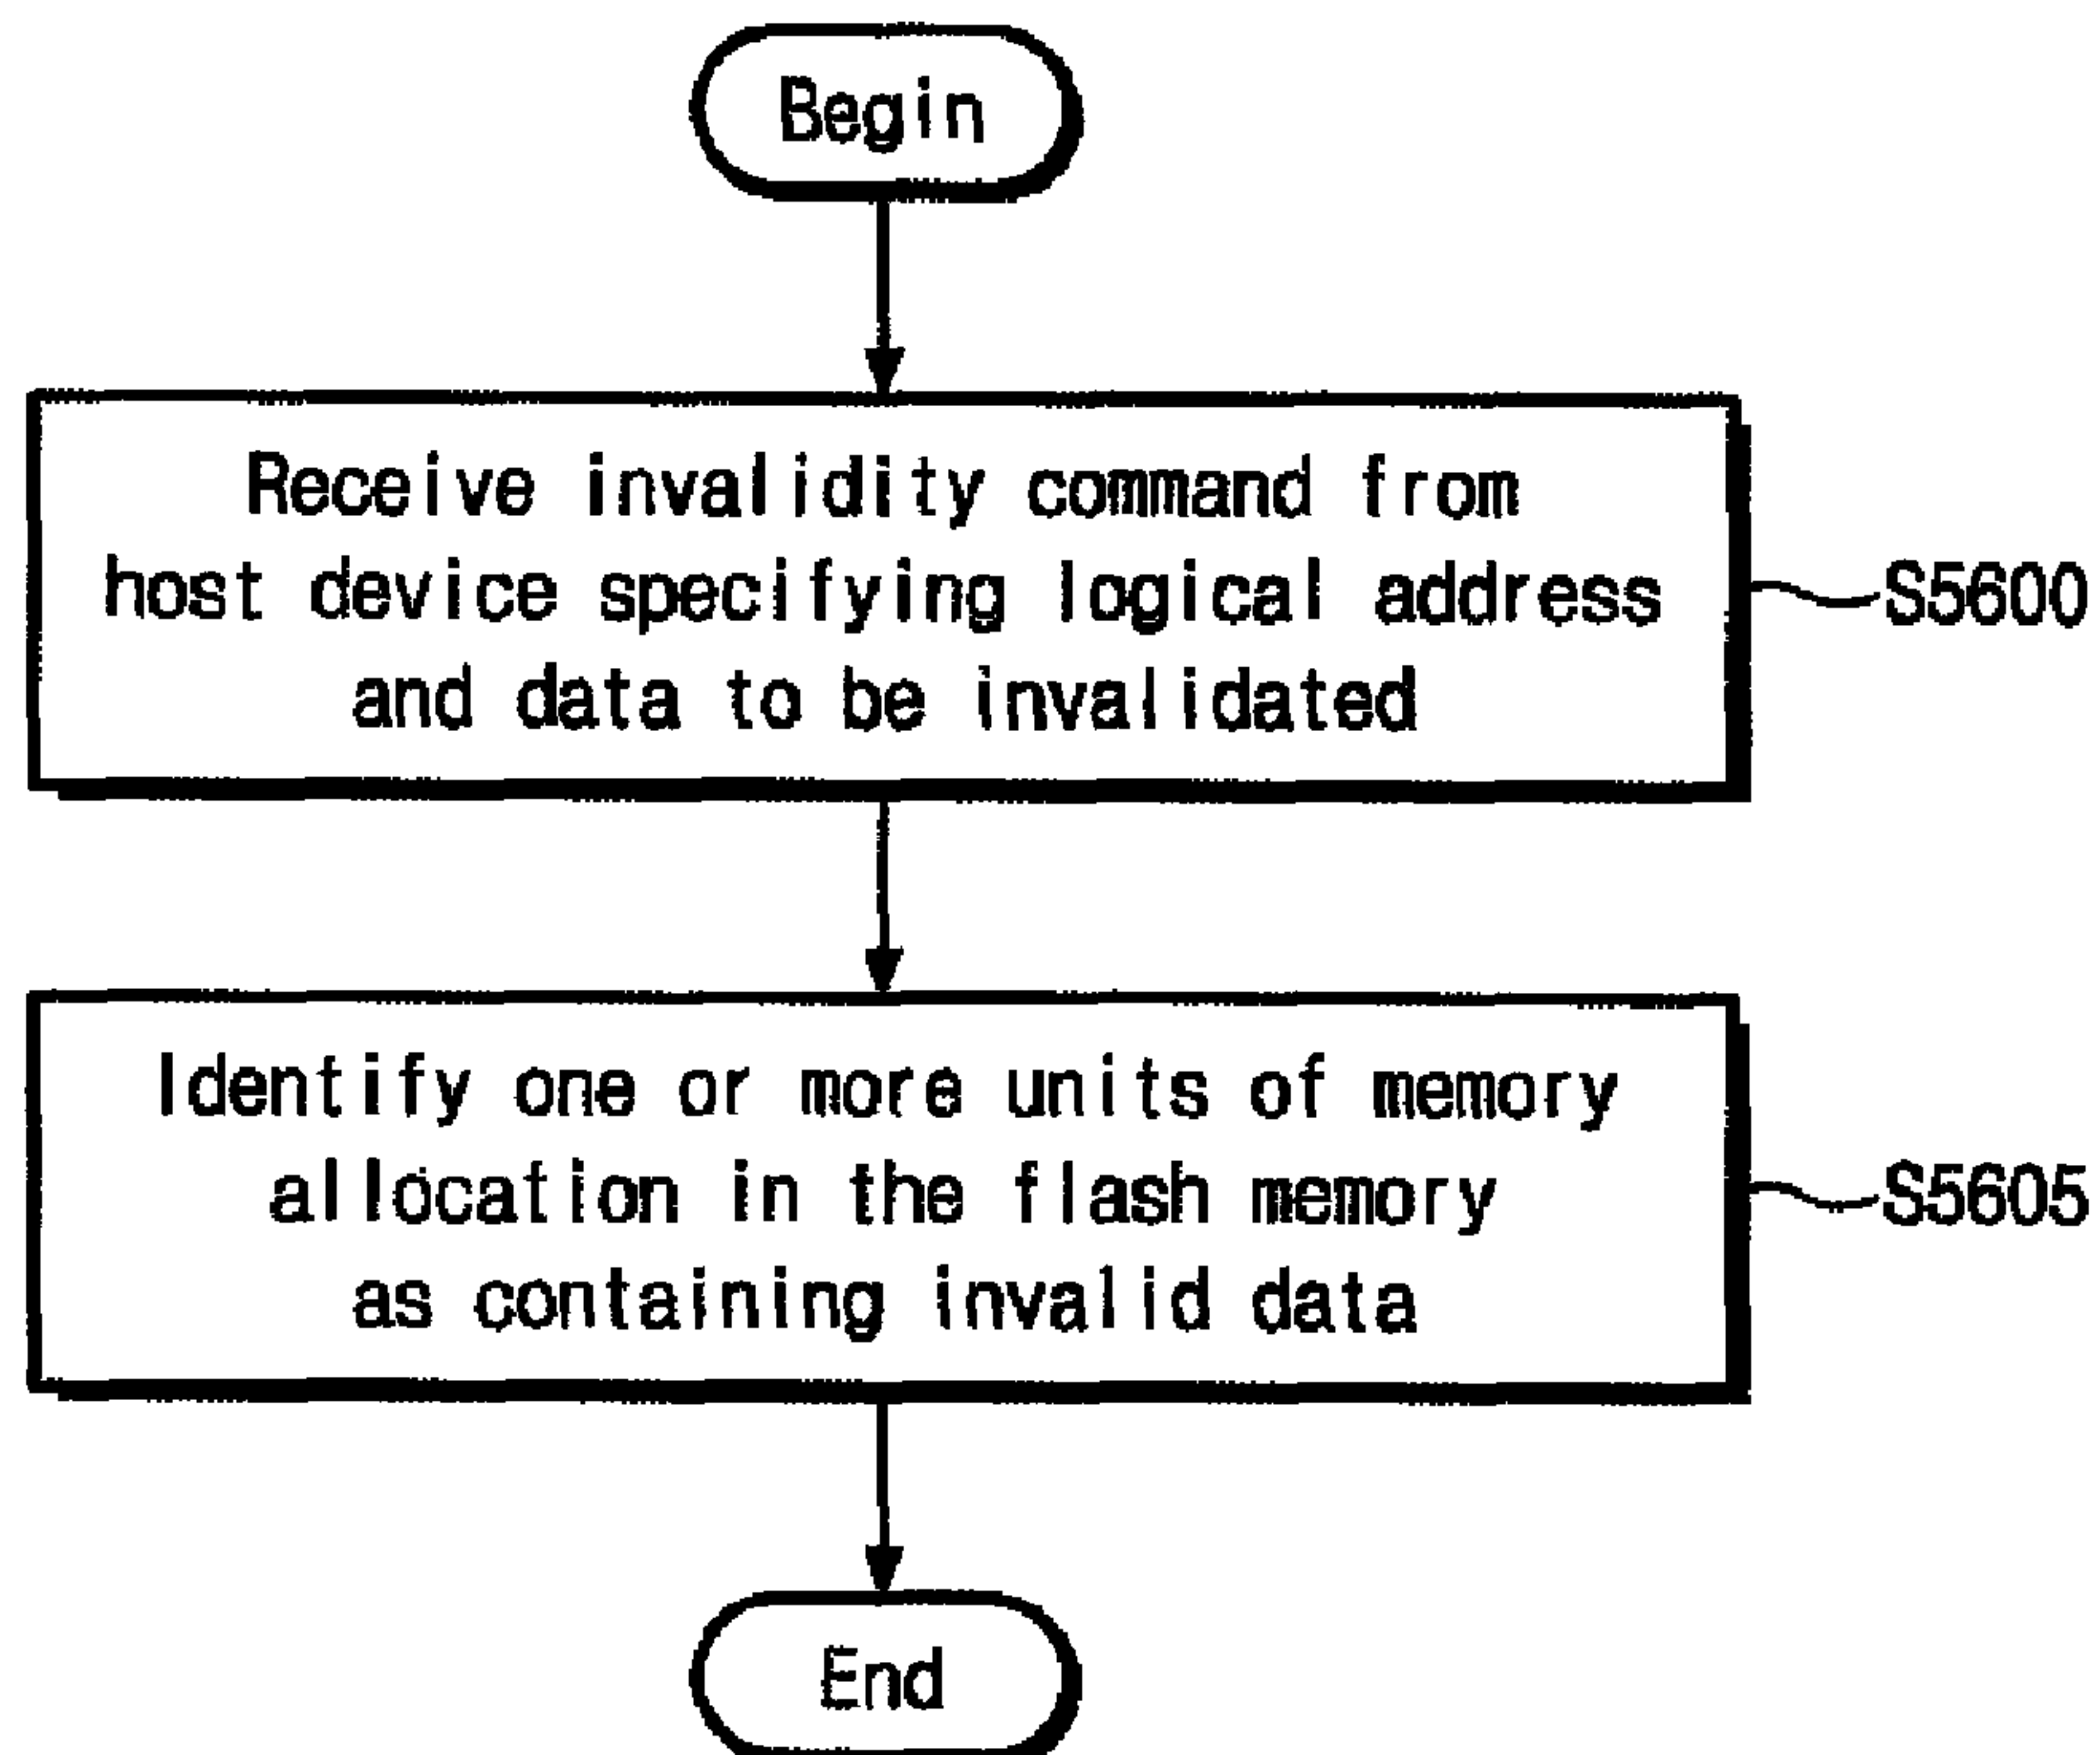 Begin
Receive invalidity command from
host device specifying logical address
and data to be invalidated
S5600
Identify one or more units of memory
allocation in the flash memory
as containing invalid data
S5605
End